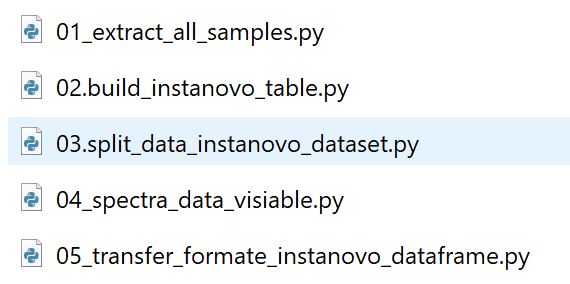 01_extract_all_samples.py
02.build_instanovo_table.py
03.split_data_instanovo_dataset.py
04_spectra_data_visiable.py
05_transfer_formate_instanovo_dataframe.py